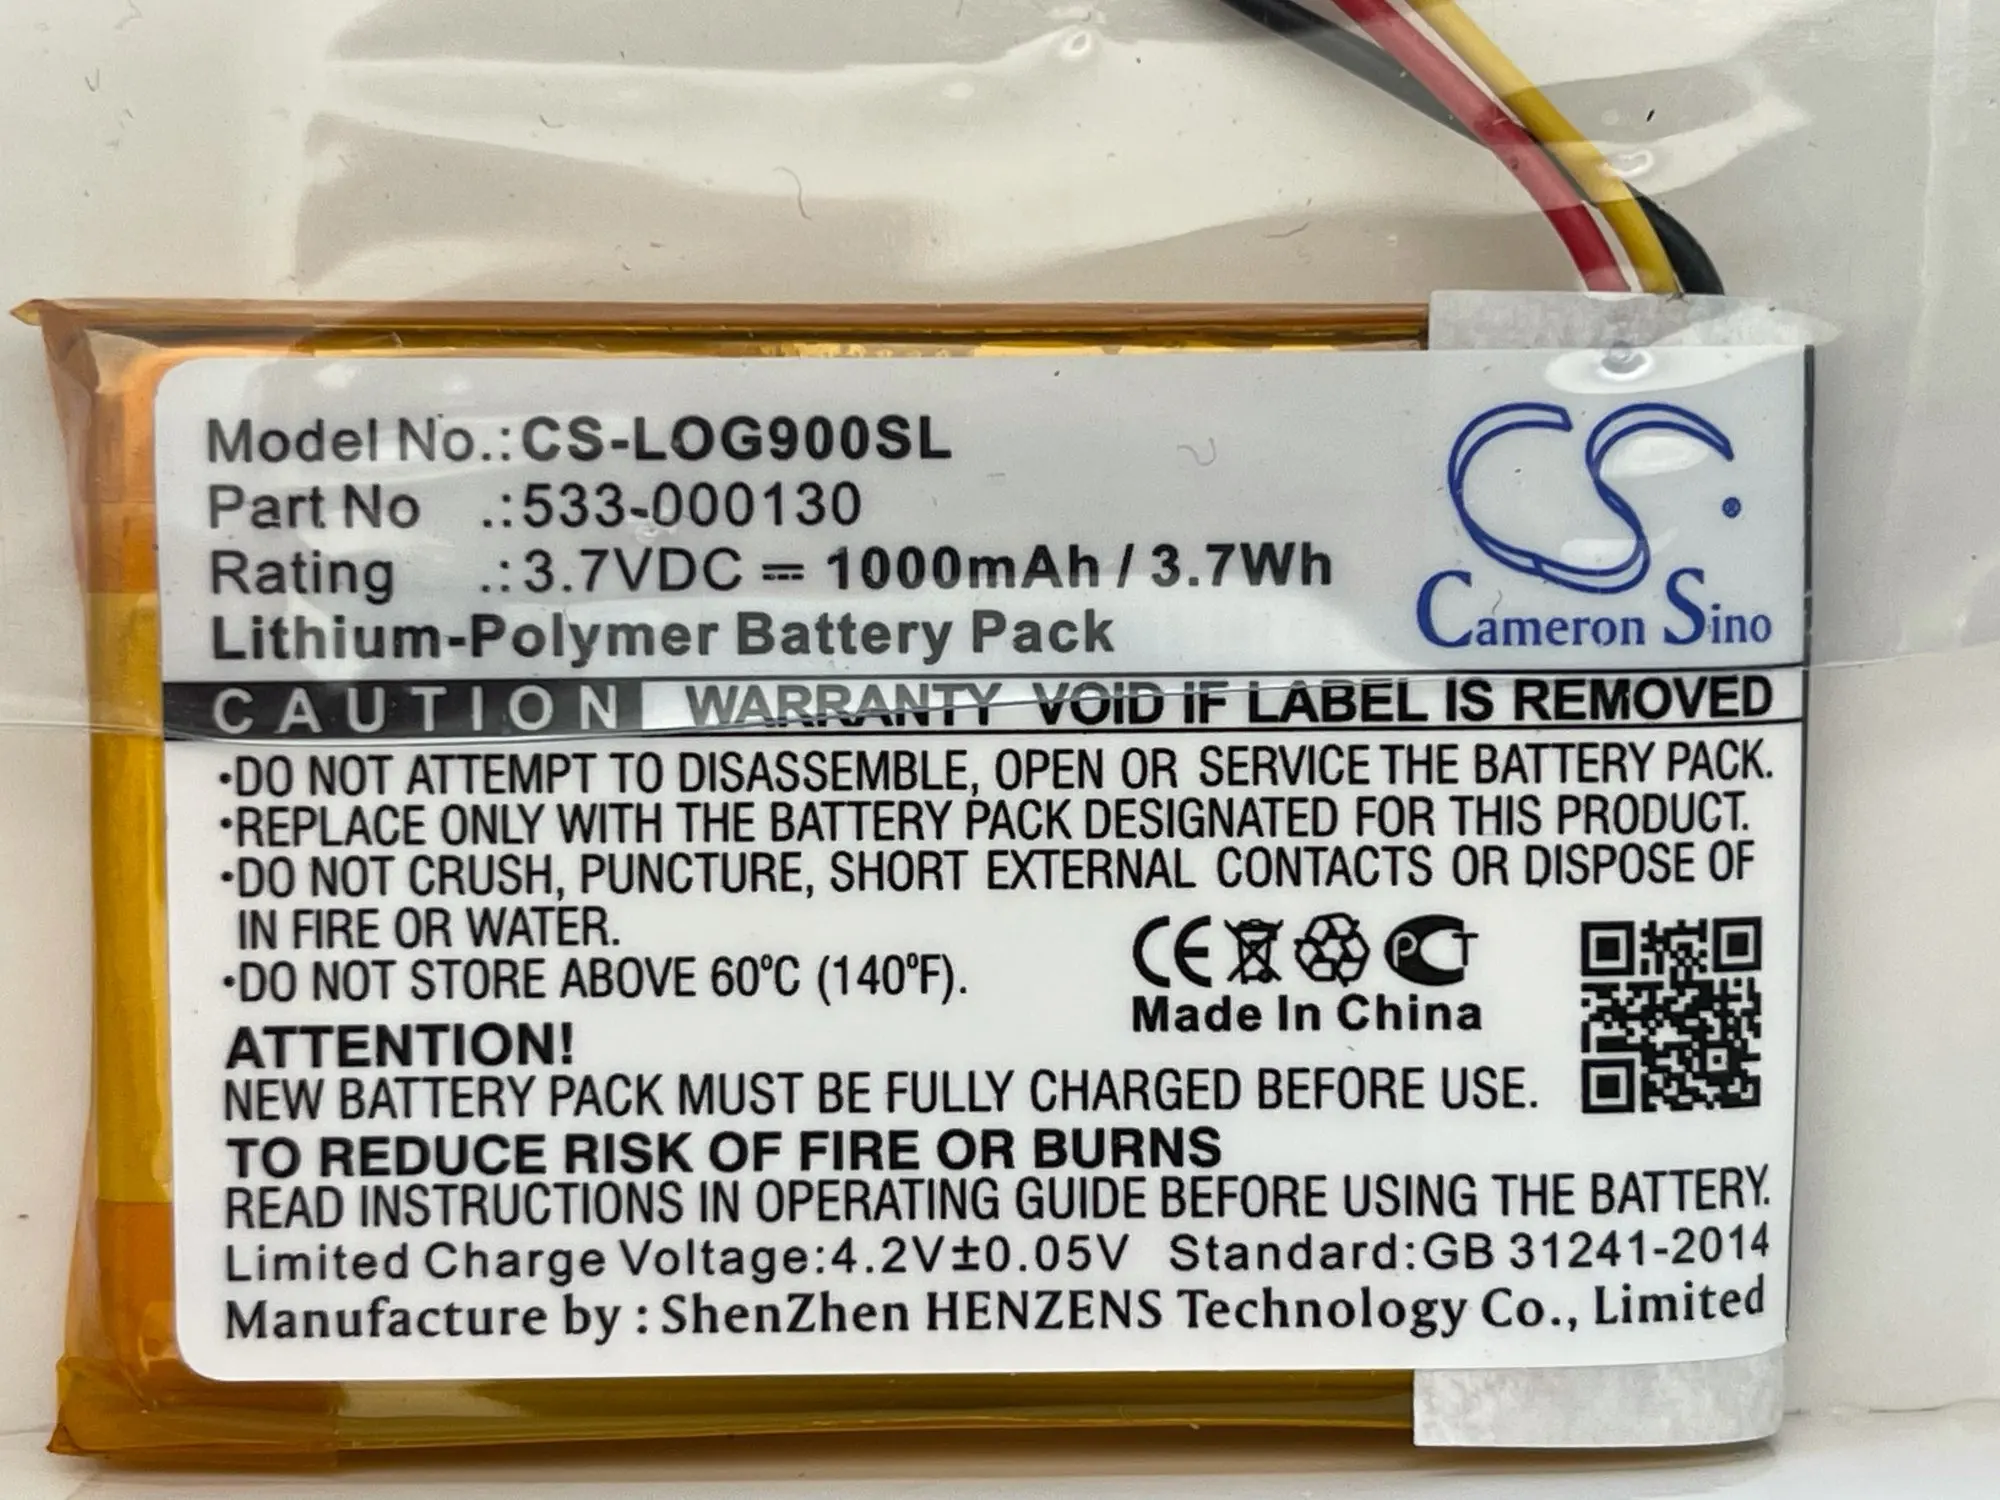 Model No.:CS-LOG900SL
Part No .:533-000130
Rating .:3.7VDC ⎓ 1000mAh / 3.7Wh
Lithium-Polymer Battery Pack
CS®
Cameron Sino
CAUTION WARRANTY VOID IF LABEL IS REMOVED
•DO NOT ATTEMPT TO DISASSEMBLE, OPEN OR SERVICE THE BATTERY PACK.
•REPLACE ONLY WITH THE BATTERY PACK DESIGNATED FOR THIS PRODUCT.
•DO NOT CRUSH, PUNCTURE, SHORT EXTERNAL CONTACTS OR DISPOSE OF
IN FIRE OR WATER.
•DO NOT STORE ABOVE 60°C (140°F).
CE PCT
Made In China
ATTENTION!
NEW BATTERY PACK MUST BE FULLY CHARGED BEFORE USE.
TO REDUCE RISK OF FIRE OR BURNS
READ INSTRUCTIONS IN OPERATING GUIDE BEFORE USING THE BATTERY.
Limited Charge Voltage:4.2V±0.05V Standard:GB 31241-2014
Manufacture by : ShenZhen HENZENS Technology Co., Limited